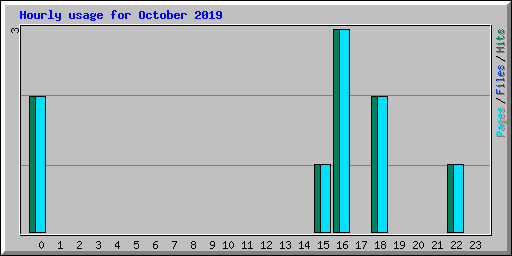 Hourly usage for October 2019
3
Pages/Files/Hits
0 1 2 3 4 5 6 7 8 9 10 11 12 13 14 15 16 17 18 19 20 21 22 23